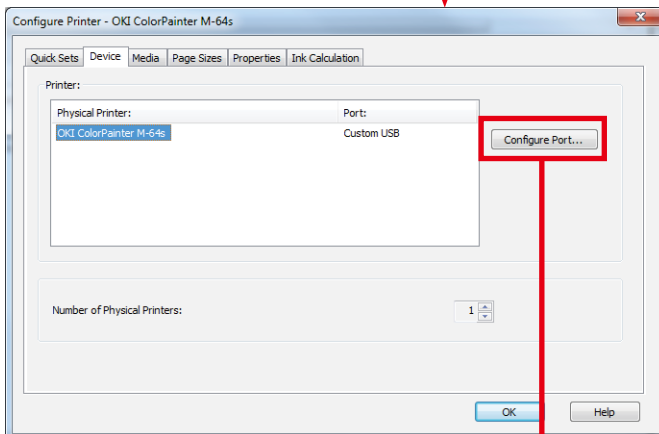 Configure Printer - OKI ColorPainter M-64s
Quick Sets Device Media Page Sizes Properties Ink Calculation
Printer:
Physical Printer: Port:
OKI ColorPainter M-64s Custom USB
Configure Port...
Number of Physical Printers: 1
OK Help